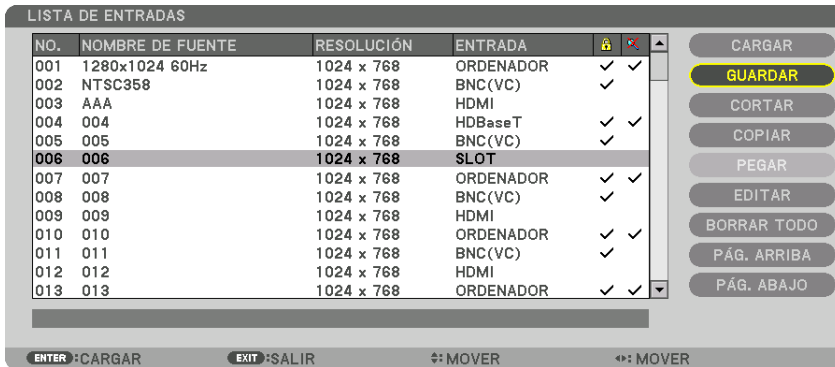 LISTA DE ENTRADAS
NO. NOMBRE DE FUENTE RESOLUCIÓN ENTRADA
001 1280x1024 60Hz 1024 x 768 ORDENADOR
002 NTSC358 1024 x 768 BNC(VC)
003 AAA 1024 x 768 HDMI
004 004 1024 x 768 HDBaseT
005 005 1024 x 768 BNC(VC)
006 006 1024 x 768 SLOT
007 007 1024 x 768 ORDENADOR
008 008 1024 x 768 BNC(VC)
009 009 1024 x 768 HDMI
010 010 1024 x 768 ORDENADOR
011 011 1024 x 768 BNC(VC)
012 012 1024 x 768 HDMI
013 013 1024 x 768 ORDENADOR
CARGAR
GUARDAR
CORTAR
COPIAR
PEGAR
EDITAR
BORRAR TODO
PÁG. ARRIBA
PÁG. ABAJO
ENTER :CARGAR EXIT :SALIR :MOVER :MOVER